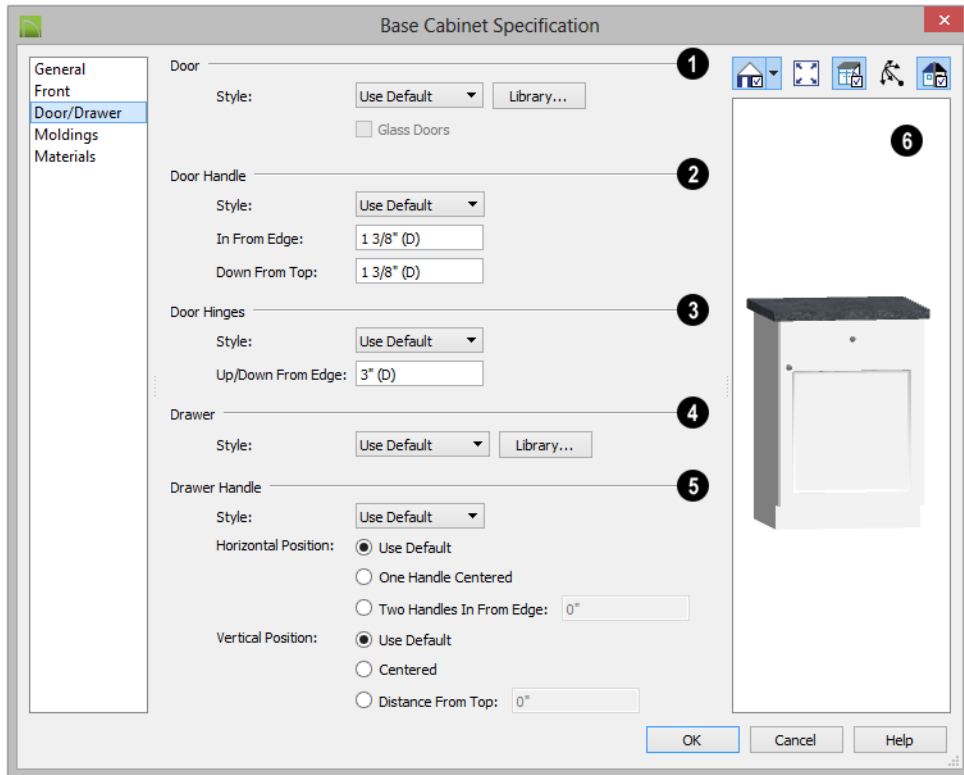 Base Cabinet Specification
General
Front
Door/Drawer
Moldings
Materials
Door
1
Style:
Use Default
Library...
Glass Doors
Door Handle
2
Style:
Use Default
In From Edge:
1 3/8" (D)
Down From Top:
1 3/8" (D)
Door Hinges
3
Style:
Use Default
Up/Down From Edge:
3" (D)
Drawer
4
Style:
Use Default
Library...
Drawer Handle
5
Style:
Use Default
Horizontal Position:
Use Default
One Handle Centered
Two Handles In From Edge:
0"
Vertical Position:
Use Default
Centered
Distance From Top:
0"
6
OK
Cancel
Help